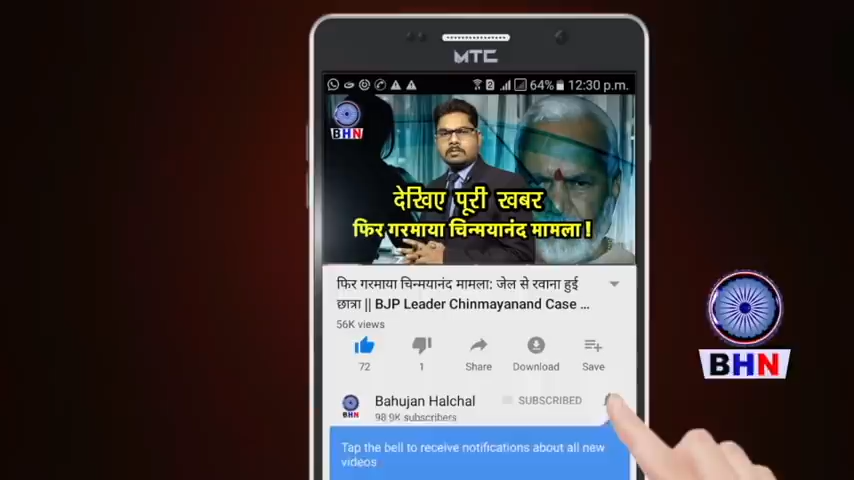 MTC
64% 12:30 p.m.
BHN
देखिए पूरी खबर
फिर गरमाया चिन्मयानंद मामला !
फिर गरमाया चिन्मयानंद मामला: जेल से रवाना हुई
छात्रा || BJP Leader Chinmayanand Case ...
56K views
72
1
Share
Download
Save
Bahujan Halchal
SUBSCRIBED
98.9K subscribers
BHN
Tap the bell to receive notifications about all new
videos
BHN